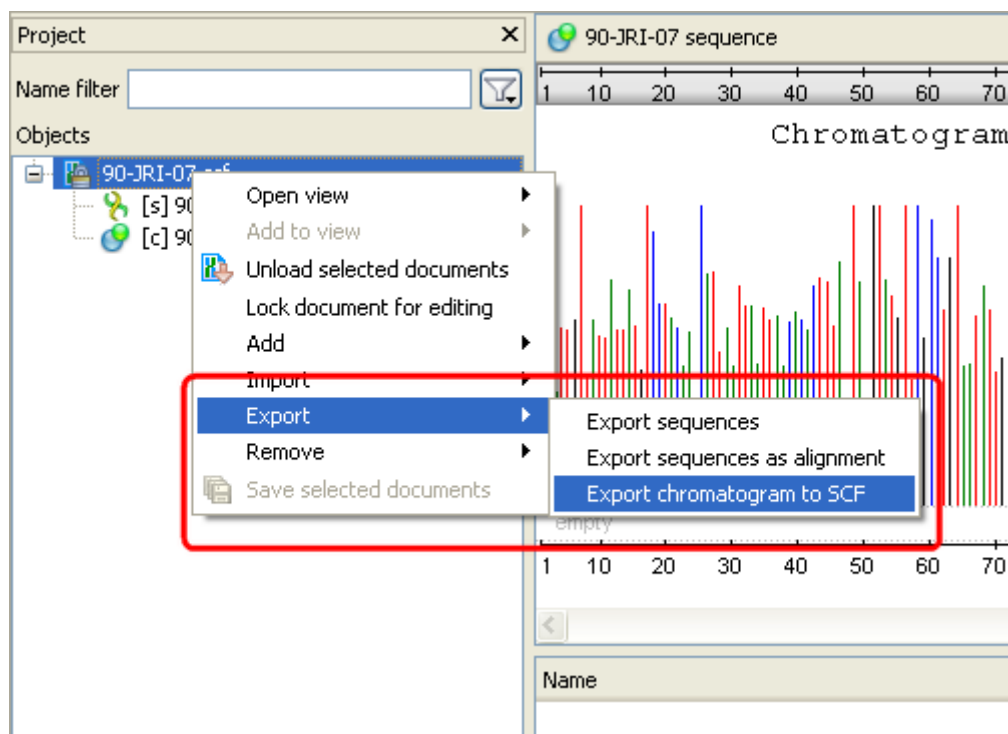 Project
Name filter
Objects
90-JRI-07
[s] 90
[c] 90
Open view
Add to view
Unload selected documents
Lock document for editing
Add
Import
Export
Remove
Save selected documents
Export sequences
Export sequences as alignment
Export chromatogram to SCF
90-JRI-07 sequence
1 10 20 30 40 50 60 70
Chromatogram
empty
1 10 20 30 40 50 60 70
Name